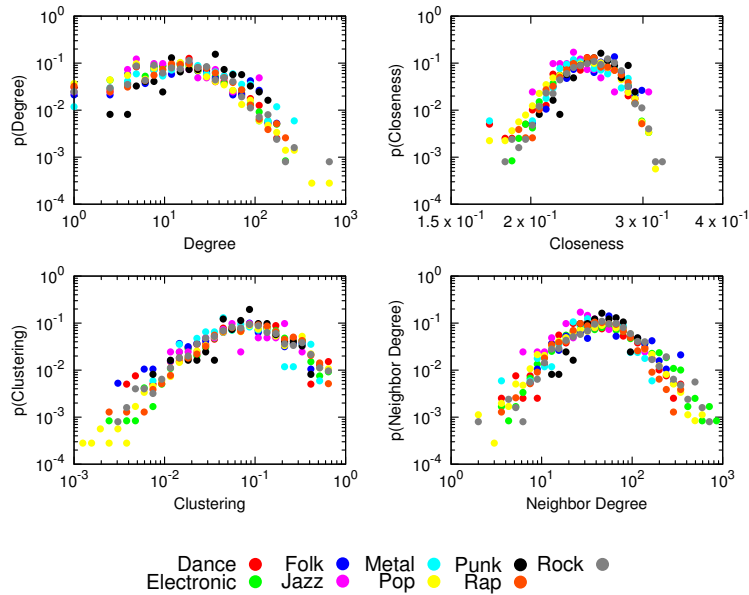 10^0 10^0
10^-1 10^-1
10^-2 10^-2
10^-3 10^-3
10^-4 10^-4
p(Degree) p(Closeness)
10^0 10^1 10^2 10^3 1.5 x 10^-1 2 x 10^-1 3 x 10^-1 4 x 10^-1
Degree Closeness
10^0 10^0
10^-1 10^-1
10^-2 10^-2
10^-3 10^-3
10^-4 10^-4
p(Clustering) p(Neighbor Degree)
10^-3 10^-2 10^-1 10^0 10^0 10^1 10^2 10^3
Clustering Neighbor Degree
Dance Folk Metal Punk Rock
Electronic Jazz Pop Rap